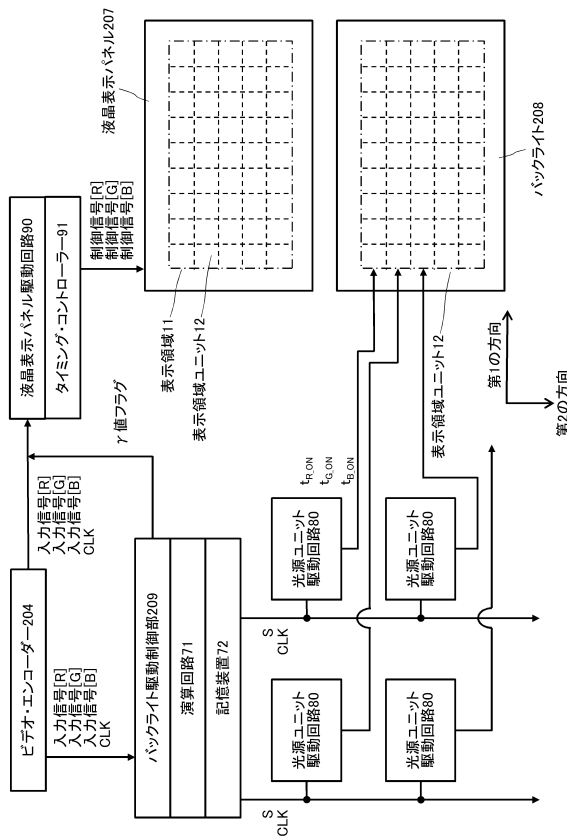 ビデオ・エンコーダー204
入力信号[R]
入力信号[G]
入力信号[B]
CLK
入力信号[R]
入力信号[G]
入力信号[B]
CLK
液晶表示パネル駆動回路90
タイミング・コントローラー91
制御信号[R]
制御信号[G]
制御信号[B]
γ値フラグ
液晶表示パネル207
表示領域11
表示領域ユニット12
バックライト駆動制御部209
演算回路71
記憶装置72
S
CLK
S
CLK
光源ユニット
駆動回路80
光源ユニット
駆動回路80
光源ユニット
駆動回路80
光源ユニット
駆動回路80
tR_ON
tG_ON
tB_ON
表示領域ユニット12
バックライト208
第1の方向
第2の方向